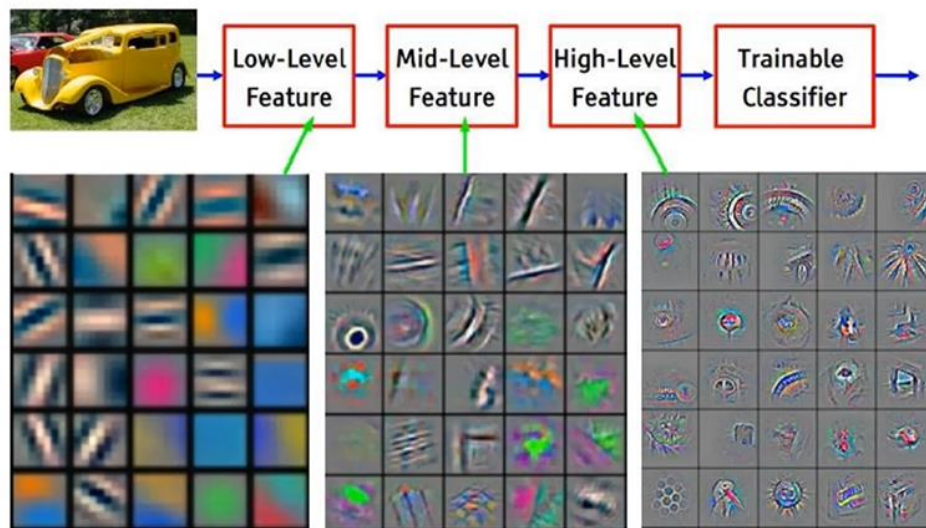 Low-Level
Feature
Mid-Level
Feature
High-Level
Feature
Trainable
Classifier